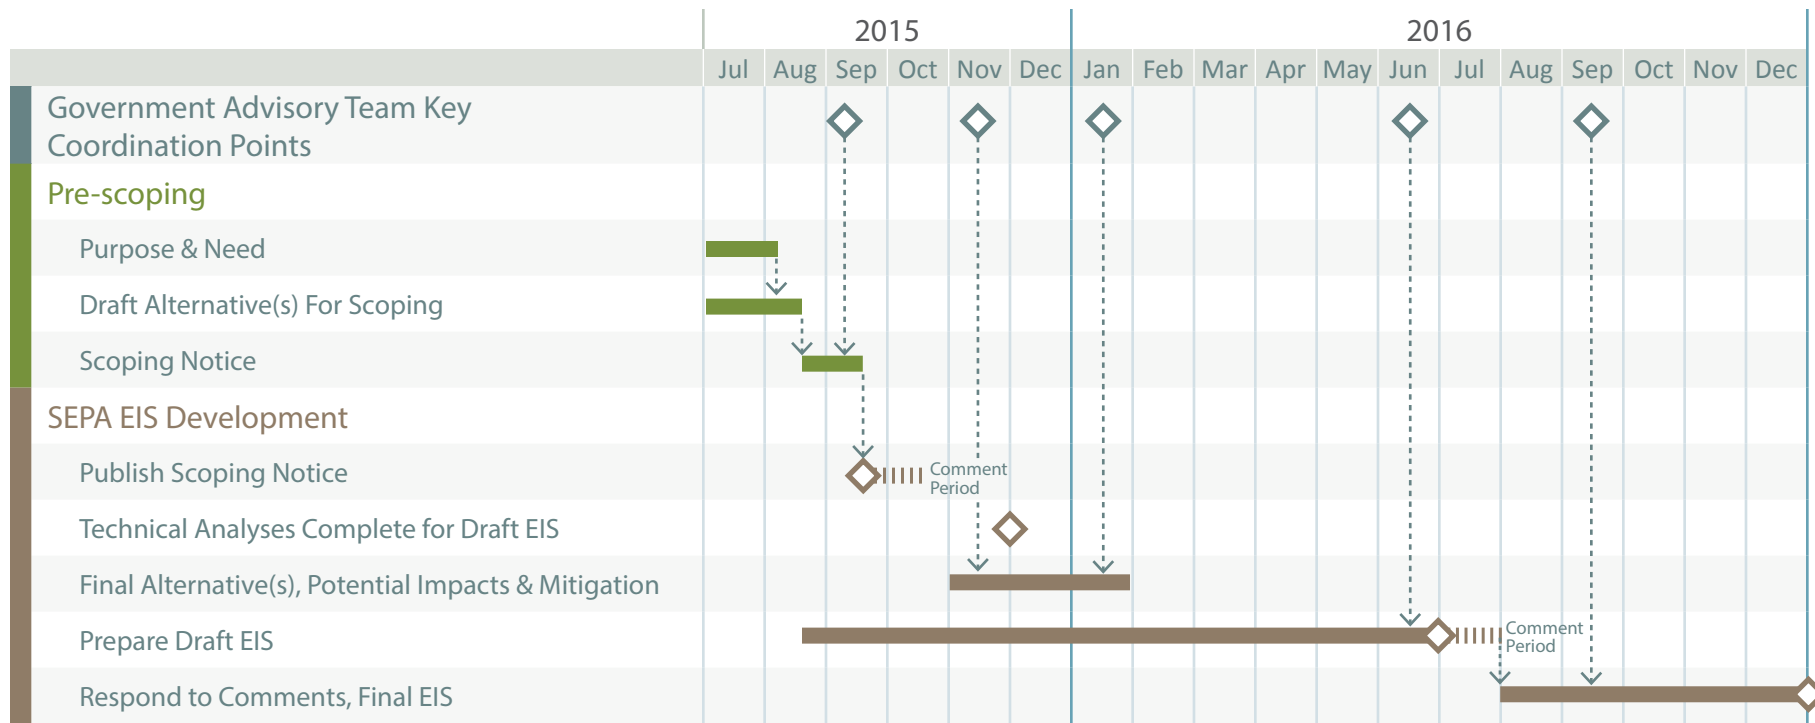 2015 2016
Jul Aug Sep Oct Nov Dec Jan Feb Mar Apr May Jun Jul Aug Sep Oct Nov Dec
Government Advisory Team Key
Coordination Points
Pre-scoping
Purpose & Need
Draft Alternative(s) For Scoping
Scoping Notice
SEPA EIS Development
Publish Scoping Notice
Comment
Period
Technical Analyses Complete for Draft EIS
Final Alternative(s), Potential Impacts & Mitigation
Prepare Draft EIS
Comment
Period
Respond to Comments, Final EIS